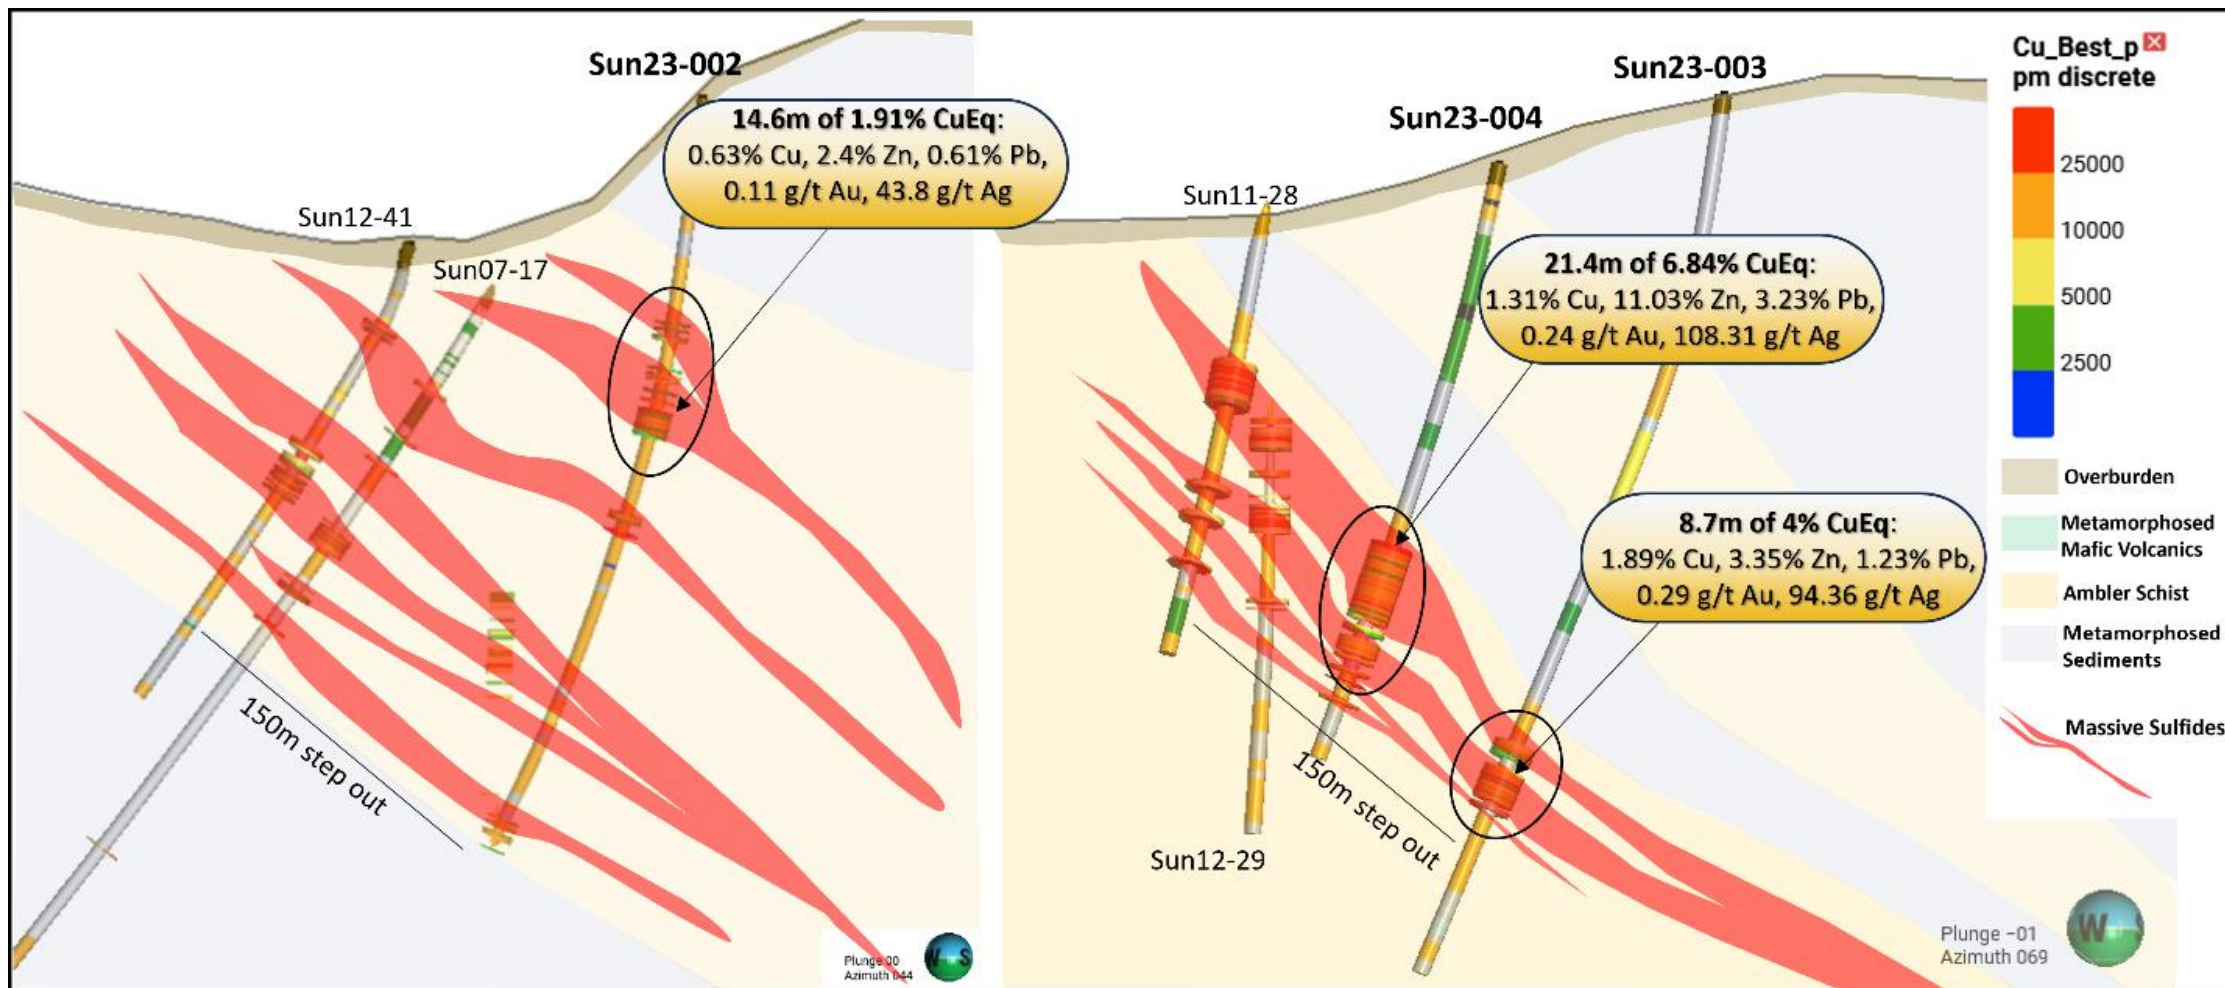 Sun23-002
14.6m of 1.91% CuEq:
0.63% Cu, 2.4% Zn, 0.61% Pb,
0.11 g/t Au, 43.8 g/t Ag
Sun12-41
Sun07-17
150m step out
Plunge 00
Azimuth 044
W S
Sun23-003
Sun23-004
Sun11-28
21.4m of 6.84% CuEq:
1.31% Cu, 11.03% Zn, 3.23% Pb,
0.24 g/t Au, 108.31 g/t Ag
8.7m of 4% CuEq:
1.89% Cu, 3.35% Zn, 1.23% Pb,
0.29 g/t Au, 94.36 g/t Ag
150m step out
Sun12-29
Plunge -01
Azimuth 069
W S
Cu_Best_p
pm discrete
25000
10000
5000
2500
Overburden
Metamorphosed
Mafic Volcanics
Ambler Schist
Metamorphosed
Sediments
Massive Sulfides